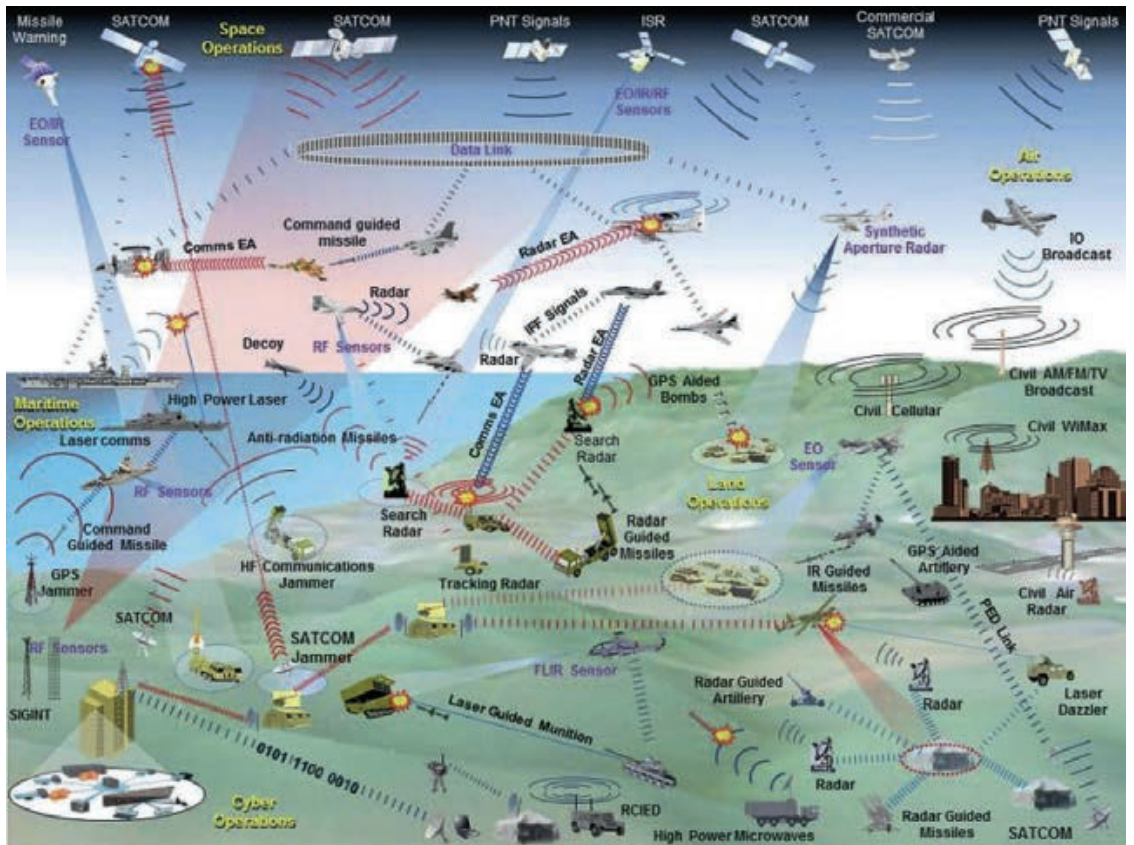 Missile
Warning
SATCOM
Space
Operations
SATCOM
PNT Signals
ISR
SATCOM
Commercial
SATCOM
PNT Signals
EO/IR
Sensor
EO/IR/RF
Sensors
Data Link
Air
Operations
Comms EA
Command guided
missile
Radar EA
Synthetic
Aperture Radar
IO
Broadcast
Radar
RF Sensors
IFF Signals
Radar
Radar EA
Decoy
GPS Aided
Bombs
Civil AM/FM/TV
Broadcast
Maritime
Operations
High Power Laser
Laser comms
Anti-radiation Missiles
Comms EA
Search
Radar
Civil Cellular
Civil WiMax
EO
Sensor
RF Sensors
Land
Operations
Command
Guided Missile
Search
Radar
Radar
Guided
Missiles
GPS
Jammer
HF Communications
Jammer
Tracking Radar
IR Guided
Missiles
GPS Aided
Artillery
Civil Air
Radar
PED Link
SATCOM
RF Sensors
SATCOM
Jammer
FLIR Sensor
Radar Guided
Artillery
Radar
Laser
Dazzler
SIGINT
Laser Guided Munition
0101 1100 0010
Radar
Cyber
Operations
RCIED
High Power Microwaves
Radar Guided
Missiles
SATCOM